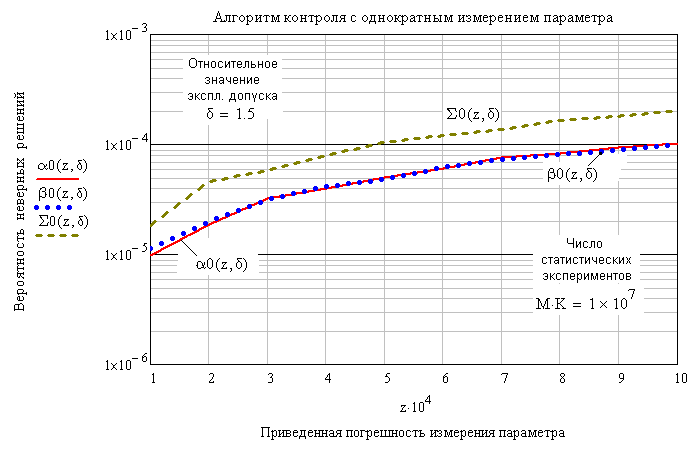 Алгоритм контроля с однократным измерением параметра
1×10⁻³
Относительное
значение
экспл. допуска
δ = 1.5
Σ0(z,δ)
Вероятность неверных решений
1×10⁻⁴
α0(z,δ)
β0(z,δ)
Σ0(z,δ)
β0(z,δ)
1×10⁻⁵
α0(z,δ)
Число
статистических
экспериментов
M·K = 1×10⁷
1×10⁻⁶
1 2 3 4 5 6 7 8 9 10
z·10⁴
Приведенная погрешность измерения параметра